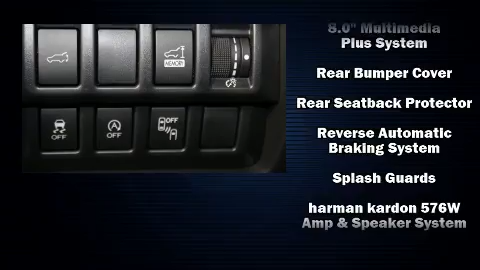 8.0" Multimedia
Plus System
Rear Bumper Cover
Rear Seatback Protector
Reverse Automatic
Braking System
Splash Guards
harman kardon 576W
Amp & Speaker System
MEMORY
OFF
OFF
OFF